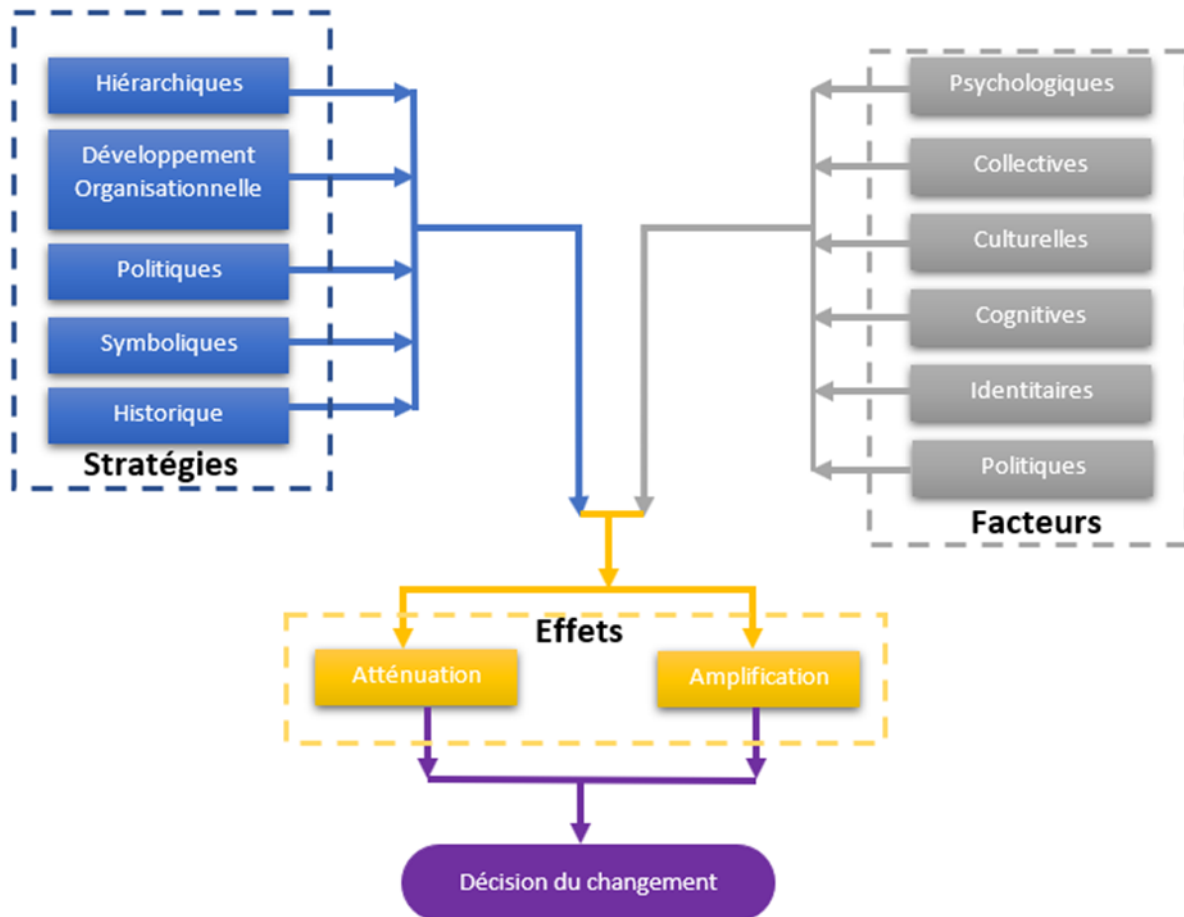 Hiérarchiques
Développement
Organisationnelle
Politiques
Symboliques
Historique
Stratégies
Psychologiques
Collectives
Culturelles
Cognitives
Identitaires
Politiques
Facteurs
Effets
Atténuation
Amplification
Décision du changement